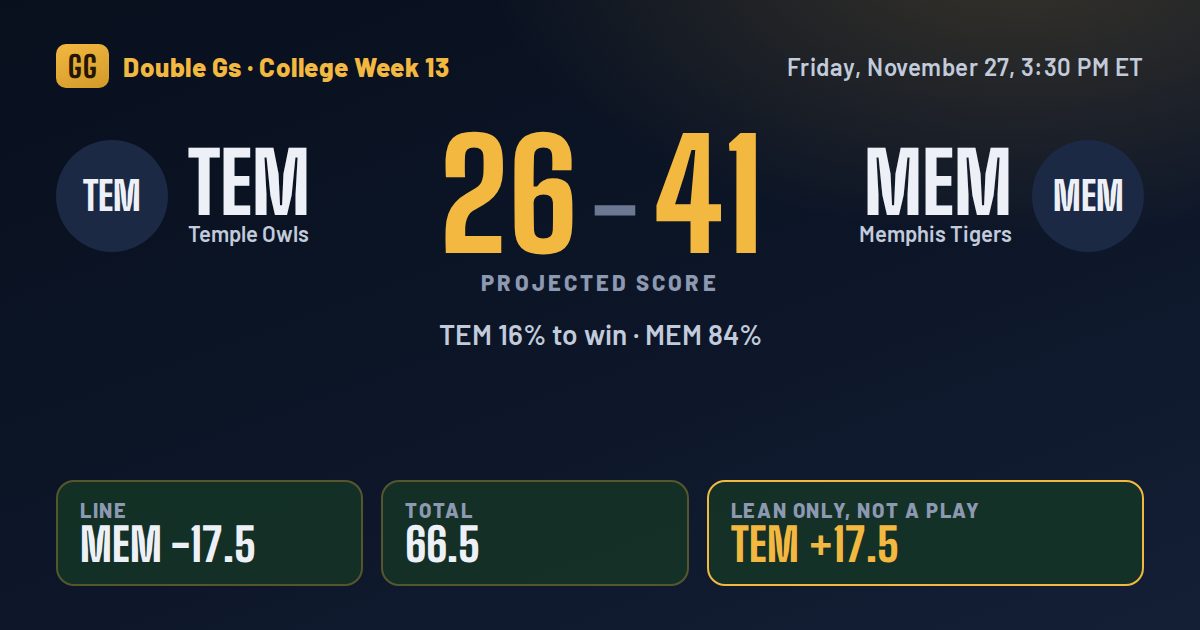 GG
Double Gs · College Week 13
Friday, November 27, 3:30 PM ET
TEM
TEM
Temple Owls
26 – 41
PROJECTED SCORE
TEM 16% to win · MEM 84%
MEM
Memphis Tigers
MEM
LINE
MEM −17.5
TOTAL
66.5
LEAN ONLY, NOT A PLAY
TEM +17.5